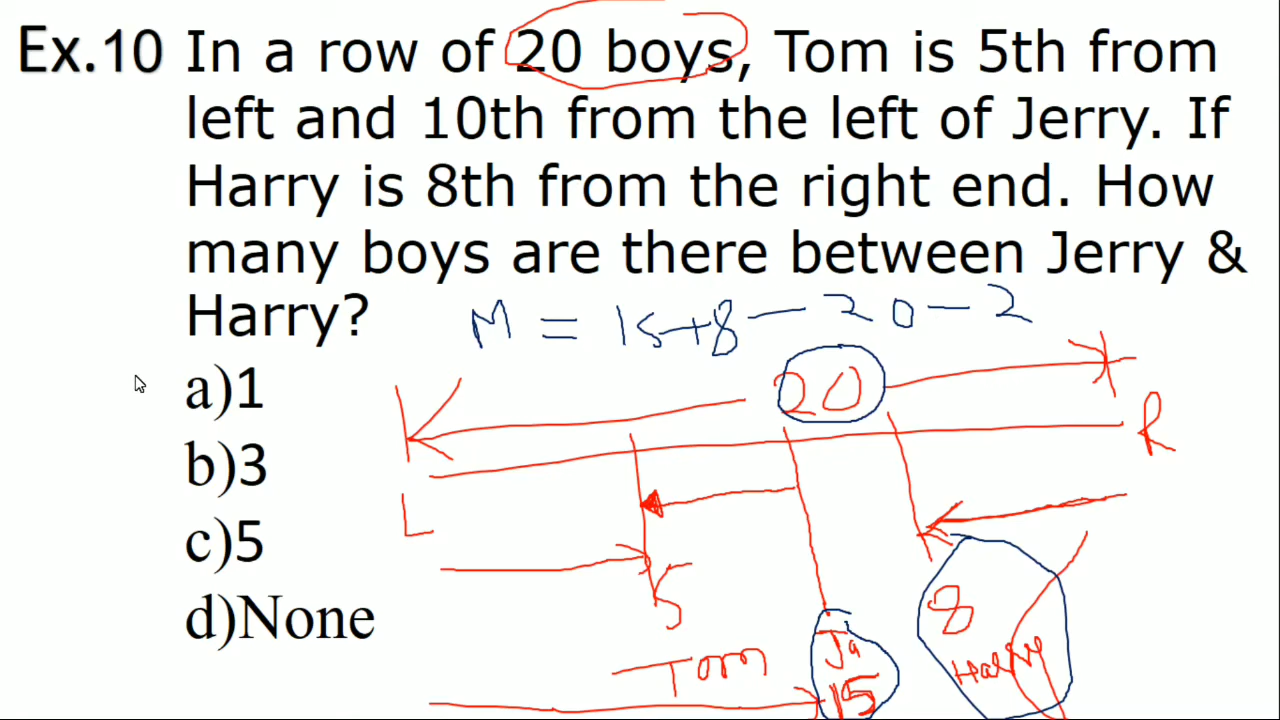 Ex.10 In a row of 20 boys, Tom is 5th from
left and 10th from the left of Jerry. If
Harry is 8th from the right end. How
many boys are there between Jerry &
Harry?
M = 15+8-20-2
a)1
20
R
b)3
L
c)5
5
8
d)None
Tom
Ja
Harry
15